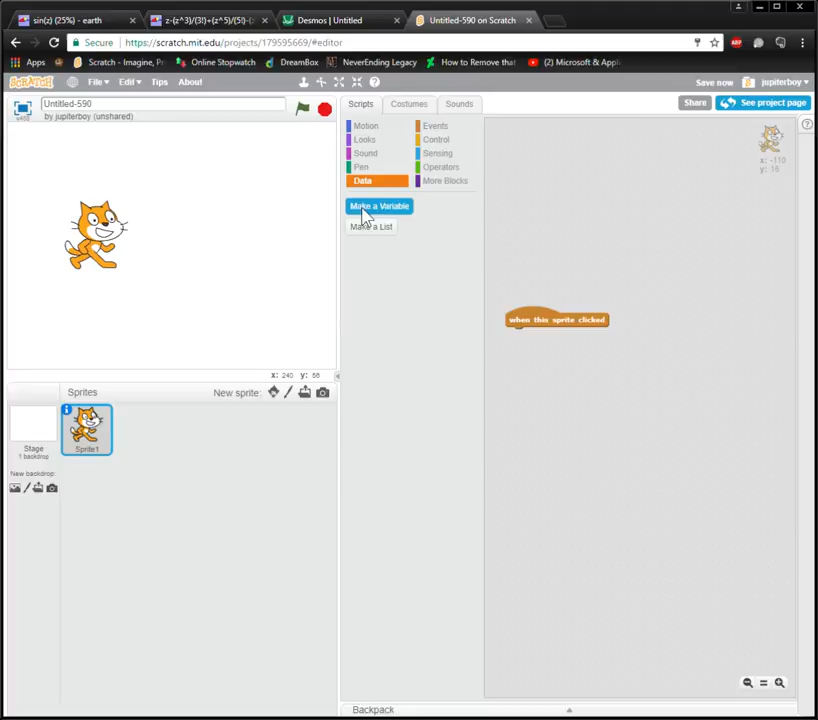 sin(z) (25%) - earth
z-(z^3)/(3!)+(z^5)/(5!)-(
Desmos | Untitled
Untitled-590 on Scratch
Secure
https://scratch.mit.edu/projects/179595669/#editor
Apps
Scratch - Imagine, Pr
Online Stopwatch
DreamBox
NeverEnding Legacy
How to Remove that
(2) Microsoft & Apple
SCRATCH
File
Edit
Tips
About
Save now
jupiterboy
Untitled-590
by jupiterboy (unshared)
v460
Scripts
Costumes
Sounds
Share
See project page
Motion
Events
Looks
Control
Sound
Sensing
Pen
Operators
Data
More Blocks
x: -110
y: 16
Make a Variable
Make a List
when this sprite clicked
x: 240 y: 56
Sprites
New sprite:
Sprite1
Stage
1 backdrop
New backdrop:
Backpack